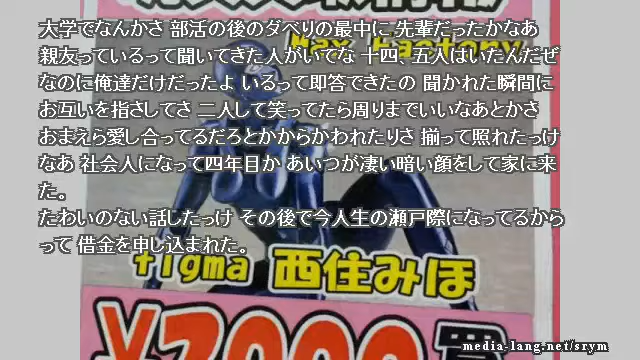 大学でなんかさ 部活の後のダベりの最中に 先輩だったかなあ
親友っているって聞いてきた人がいてな 十四、五人はいたんだぜ
なのに俺達だけだったよ いるって即答できたの 聞かれた瞬間に
お互いを指さしてさ 二人して笑ってたら周りまでいいなあとかさ
おまえら愛し合ってるだろとかからかわれたりさ 揃って照れたっけ
なあ 社会人になって四年目か あいつが凄い暗い顔をして家に来
た。
たわいのない話したっけ その後で今人生の瀬戸際になってるから
って 借金を申し込まれた。
Max Factory
figma 西住みほ
media-lang.net/srym